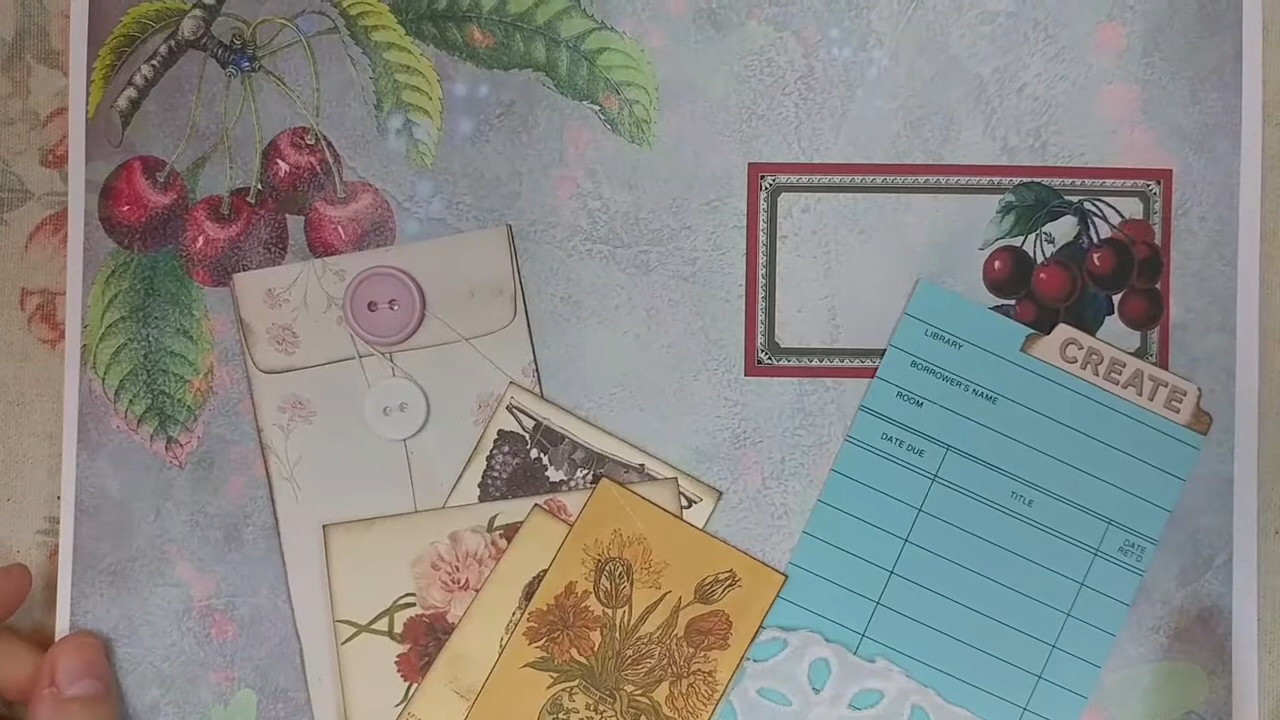 CREATE
LIBRARY
BORROWER'S NAME
ROOM
DATE DUE
TITLE
DATE
RET'D